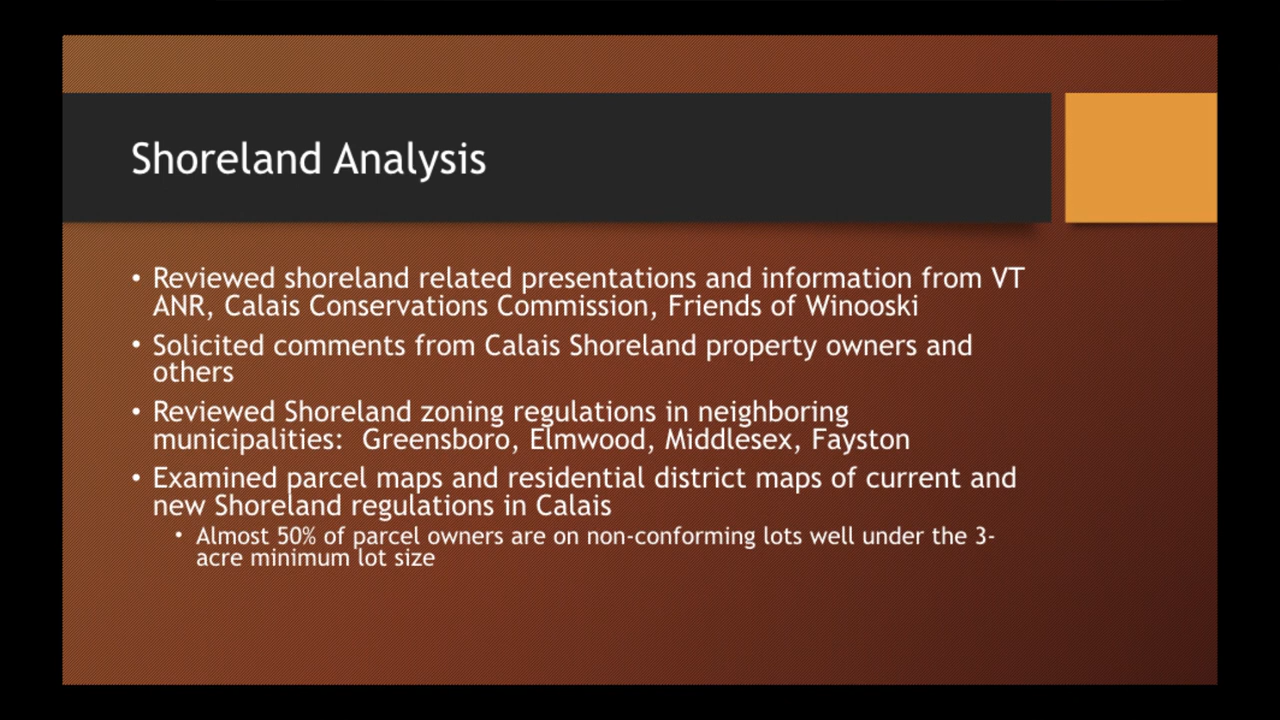 Shoreland Analysis
• Reviewed shoreland related presentations and information from VT
ANR, Calais Conservations Commission, Friends of Winooski
• Solicited comments from Calais Shoreland property owners and
others
• Reviewed Shoreland zoning regulations in neighboring
municipalities:  Greensboro, Elmwood, Middlesex, Fayston
• Examined parcel maps and residential district maps of current and
new Shoreland regulations in Calais
• Almost 50% of parcel owners are on non-conforming lots well under the 3-
acre minimum lot size